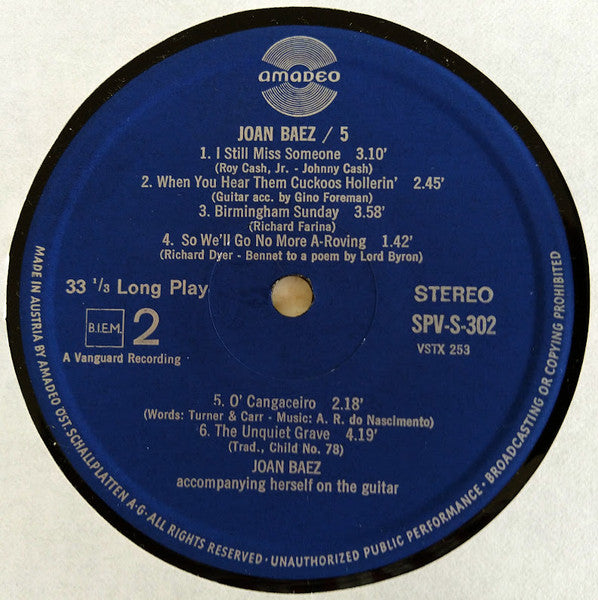 amadeo
JOAN BAEZ / 5
1. I Still Miss Someone 3.10'
(Roy Cash, Jr. - Johnny Cash)
2. When You Hear Them Cuckoos Hollerin' 2.45'
(Guitar acc. by Gino Foreman)
3. Birmingham Sunday 3.58'
(Richard Farina)
4. So We'll Go No More A-Roving 1.42'
(Richard Dyer - Bennet to a poem by Lord Byron)
33 1/3 Long Play
STEREO
B.I.E.M.
2
SPV-S-302
A Vanguard Recording
VSTX 253
5. O' Cangaceiro 2.18'
(Words: Turner & Carr - Music: A. R. do Nascimento)
6. The Unquiet Grave 4.19'
(Trad., Child No. 78)
JOAN BAEZ
accompanying herself on the guitar
MADE IN AUSTRIA BY AMADEO ÖST. SCHALLPLATTEN A·G · ALL RIGHTS RESERVED · UNAUTHORIZED PUBLIC PERFORMANCE · BROADCASTING OR COPYING PROHIBITED